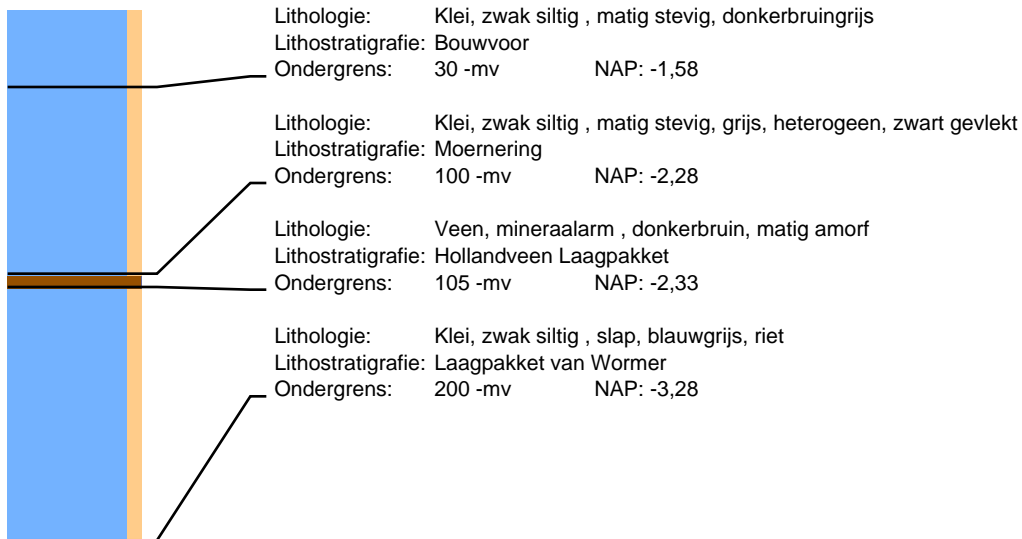 Lithologie: Klei, zwak siltig , matig stevig, donkerbruingrijs
Lithostratigrafie: Bouwvoor
Ondergrens: 30 -mv NAP: -1,58
Lithologie: Klei, zwak siltig , matig stevig, grijs, heterogeen, zwart gevlekt
Lithostratigrafie: Moernering
Ondergrens: 100 -mv NAP: -2,28
Lithologie: Veen, mineraalarm , donkerbruin, matig amorf
Lithostratigrafie: Hollandveen Laagpakket
Ondergrens: 105 -mv NAP: -2,33
Lithologie: Klei, zwak siltig , slap, blauwgrijs, riet
Lithostratigrafie: Laagpakket van Wormer
Ondergrens: 200 -mv NAP: -3,28